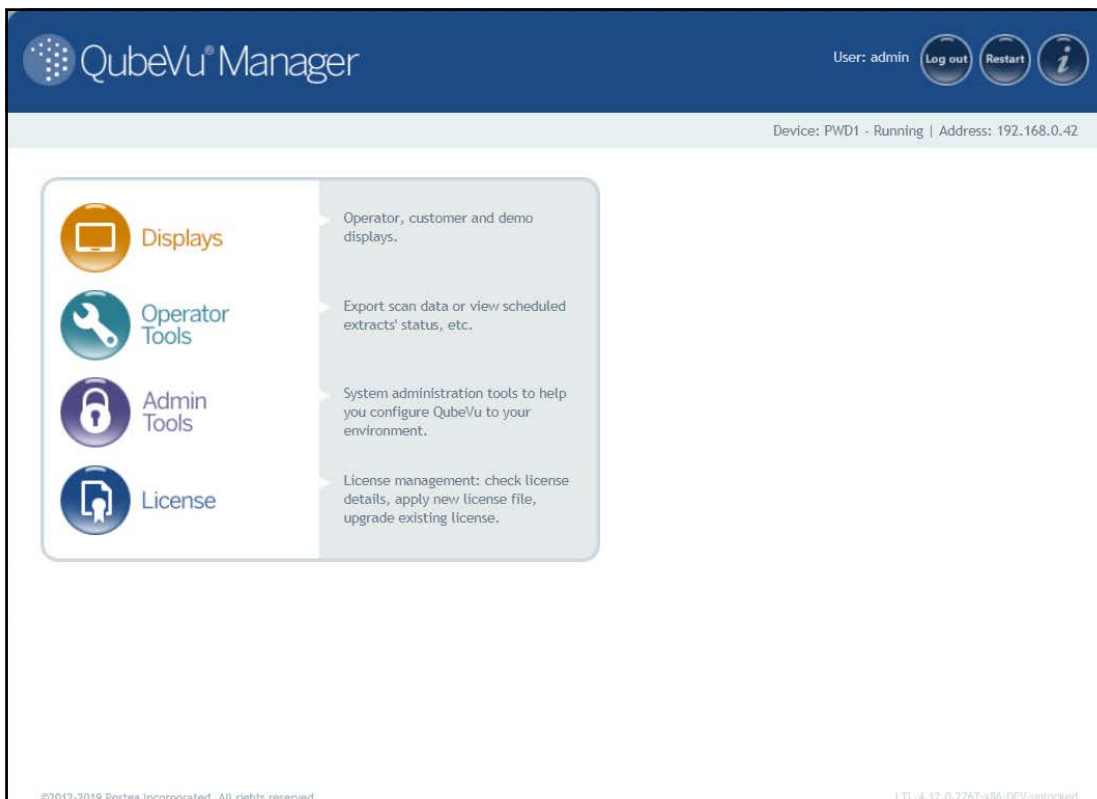 QubeVu® Manager
User: admin
Log out
Restart
i
Device: PWD1 - Running | Address: 192.168.0.42
Displays
Operator, customer and demo
displays.
Operator
Tools
Export scan data or view scheduled
extracts' status, etc.
Admin
Tools
System administration tools to help
you configure QubeVu to your
environment.
License
License management: check license
details, apply new license file,
upgrade existing license.
©2012-2019 Postea Incorporated. All rights reserved.
LTL-4.12.0.2767-x86-DEV-unlocked